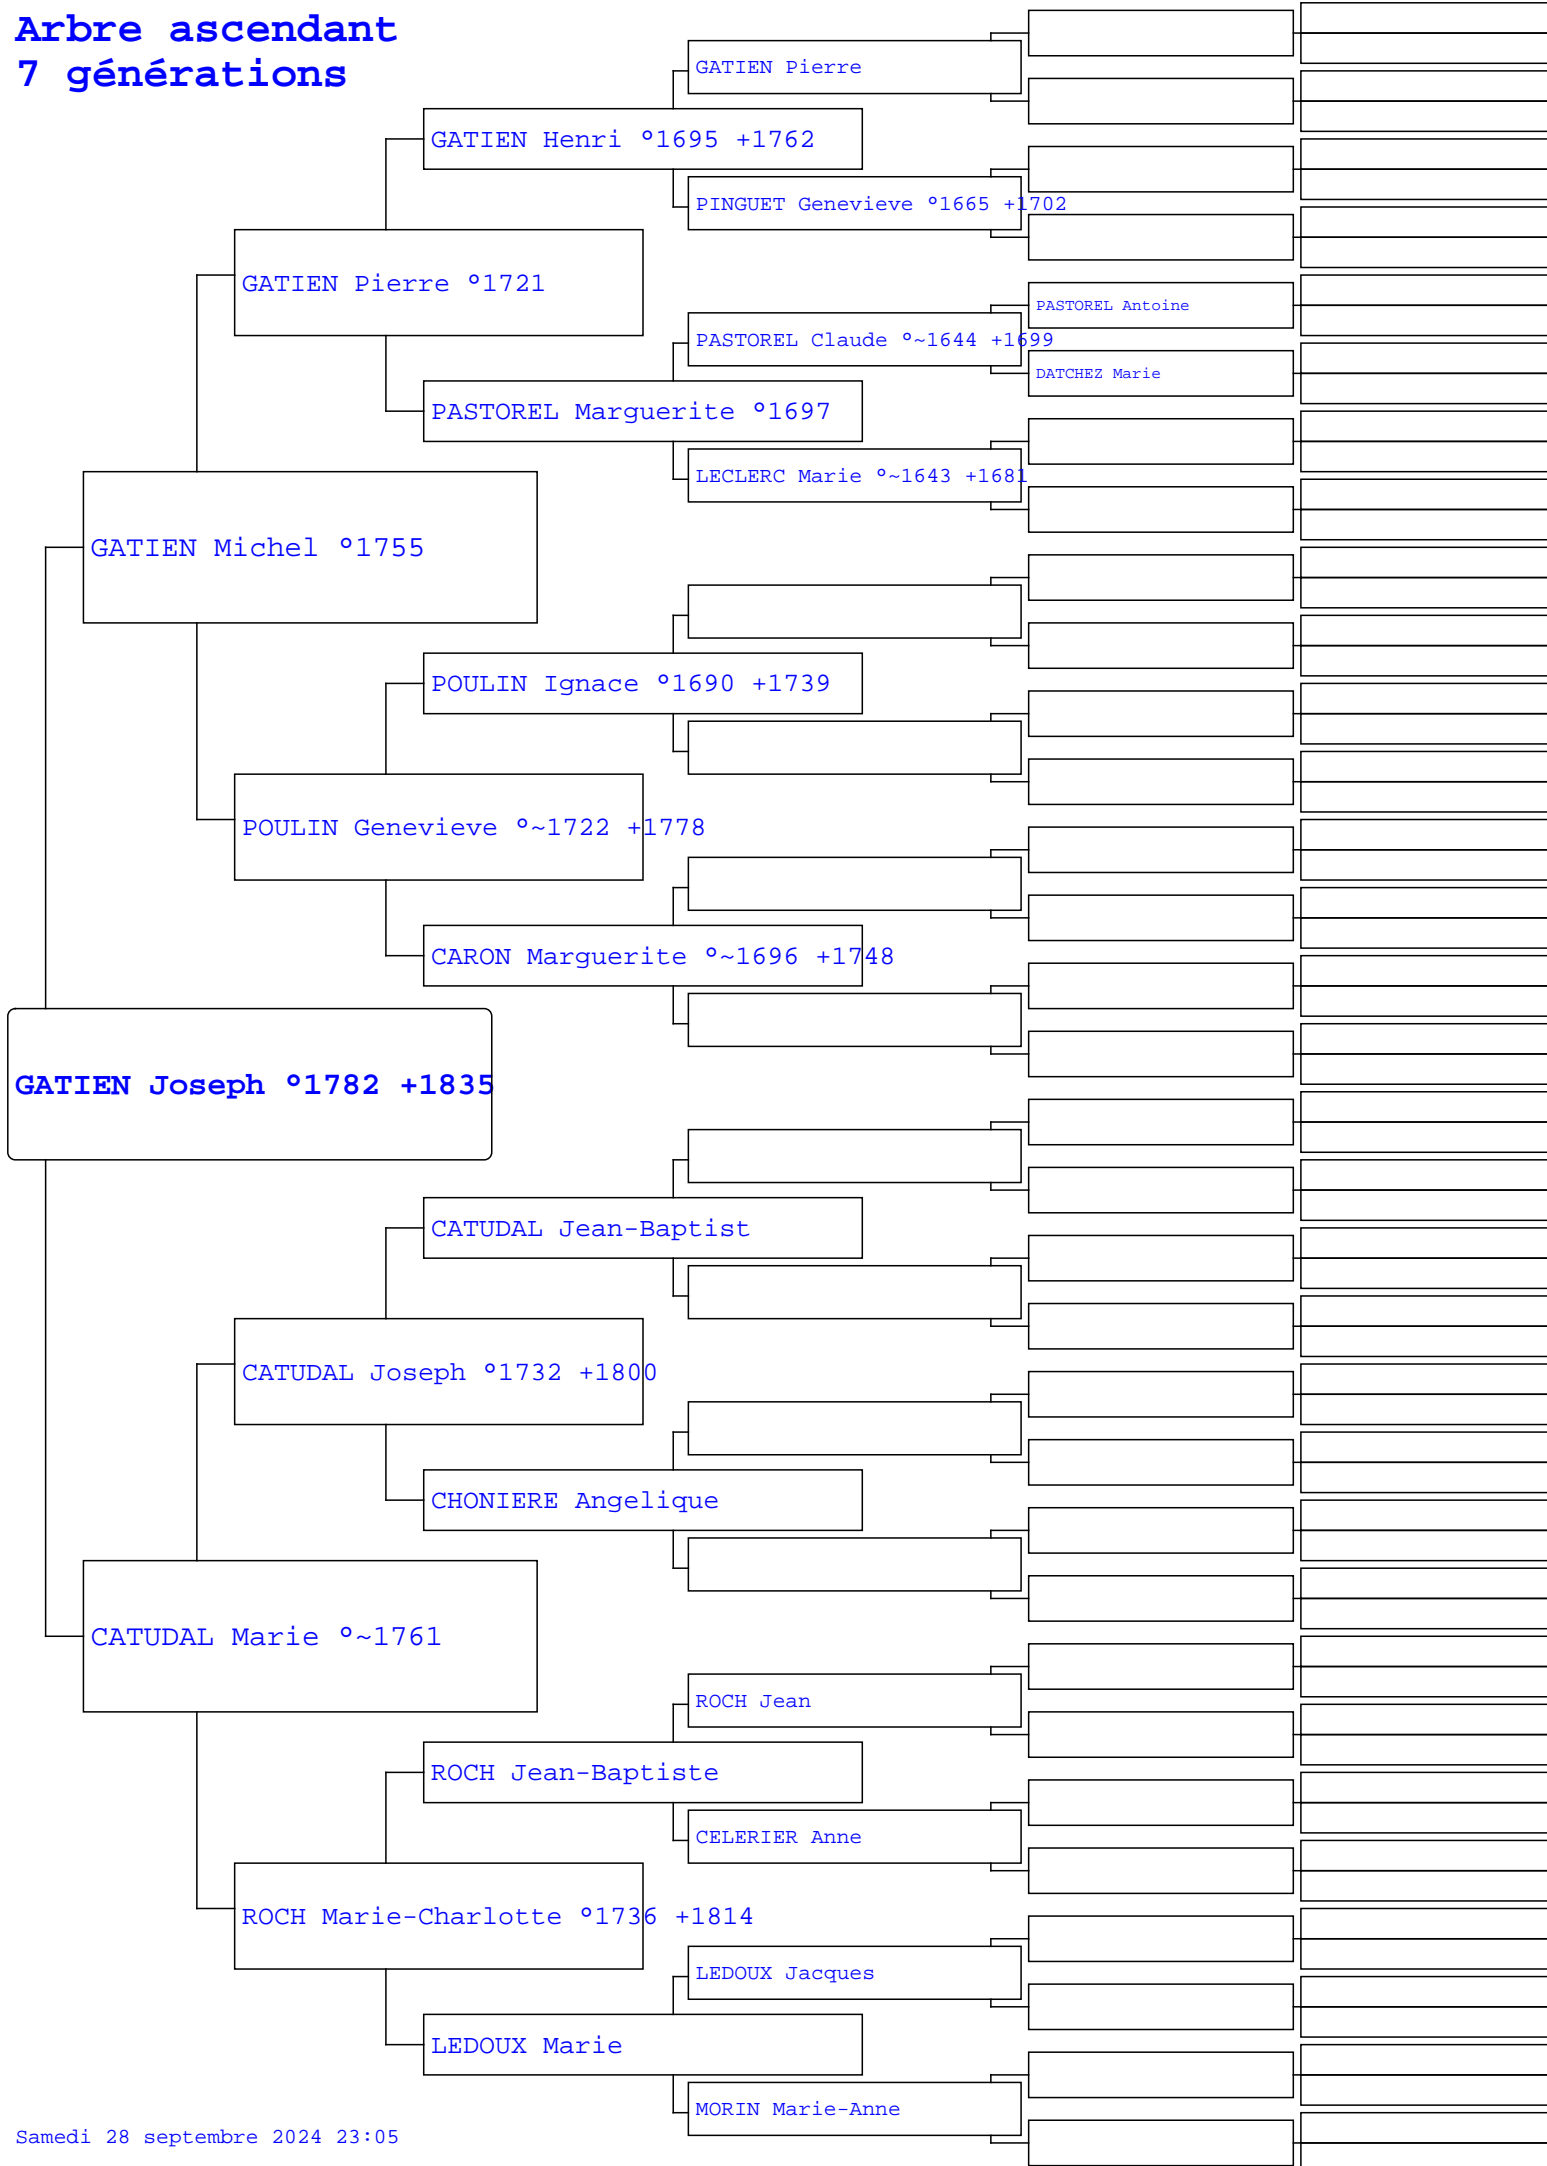 Arbre ascendant
7 générations
GATIEN Pierre
GATIEN Henri °1695 +1762
PINGUET Genevieve °1665 +1702
GATIEN Pierre °1721
PASTOREL Antoine
PASTOREL Claude °~1644 +1699
DATCHEZ Marie
PASTOREL Marguerite °1697
LECLERC Marie °~1643 +1681
GATIEN Michel °1755
POULIN Ignace °1690 +1739
POULIN Genevieve °~1722 +1778
CARON Marguerite °~1696 +1748
GATIEN Joseph °1782 +1835
CATUDAL Jean-Baptist
CATUDAL Joseph °1732 +1800
CHONIERE Angelique
CATUDAL Marie °~1761
ROCH Jean
ROCH Jean-Baptiste
CELERIER Anne
ROCH Marie-Charlotte °1736 +1814
LEDOUX Jacques
LEDOUX Marie
MORIN Marie-Anne
Samedi 28 septembre 2024 23:05